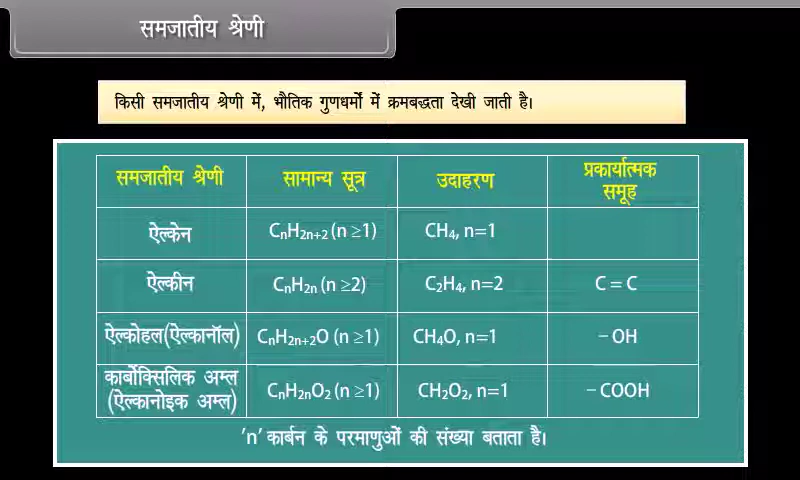 समजातीय श्रेणी
किसी समजातीय श्रेणी में, भौतिक गुणधर्मों में क्रमबद्धता देखी जाती है।
समजातीय श्रेणी सामान्य सूत्र उदाहरण प्रकार्यात्मक समूह
ऐल्केन CₙH₂ₙ₊₂ (n ≥1) CH₄, n=1
ऐल्कीन CₙH₂ₙ (n ≥2) C₂H₄, n=2 C = C
ऐल्कोहल(ऐल्कानॉल) CₙH₂ₙ₊₂O (n ≥1) CH₄O, n=1 – OH
कार्बोक्सिलिक अम्ल
(ऐल्कानोइक अम्ल) CₙH₂ₙO₂ (n ≥1) CH₂O₂, n=1 – COOH
'n' कार्बन के परमाणुओं की संख्या बताता है।